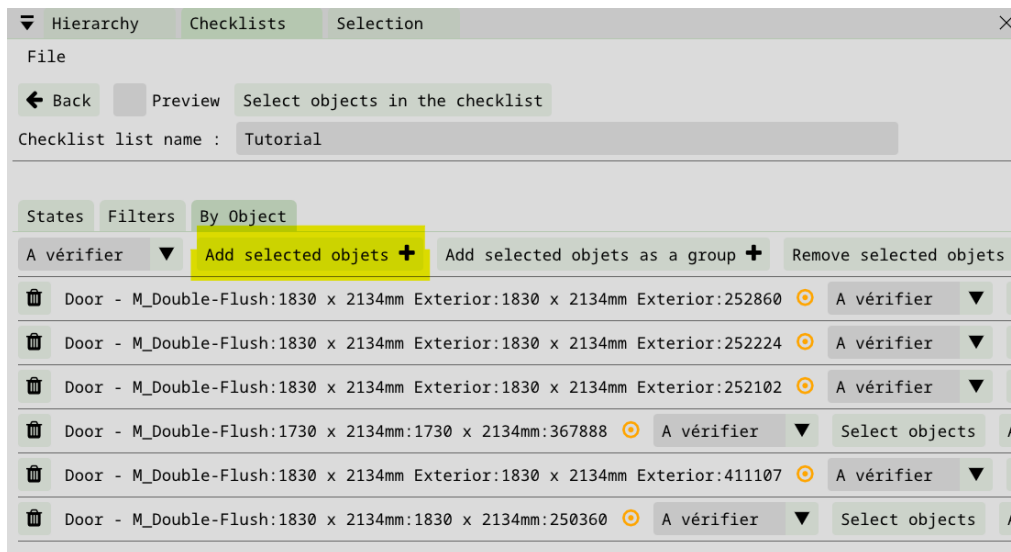 Hierarchy Checklists Selection
File
Back Preview Select objects in the checklist
Checklist list name : Tutorial
States Filters By Object
A vérifier Add selected objets + Add selected objets as a group + Remove selected objets
Door - M_Double-Flush:1830 x 2134mm Exterior:1830 x 2134mm Exterior:252860 A vérifier
Door - M_Double-Flush:1830 x 2134mm Exterior:1830 x 2134mm Exterior:252224 A vérifier
Door - M_Double-Flush:1830 x 2134mm Exterior:1830 x 2134mm Exterior:252102 A vérifier
Door - M_Double-Flush:1730 x 2134mm:1730 x 2134mm:367888 A vérifier Select objects
Door - M_Double-Flush:1830 x 2134mm Exterior:1830 x 2134mm Exterior:411107 A vérifier
Door - M_Double-Flush:1830 x 2134mm:1830 x 2134mm:250360 A vérifier Select objects